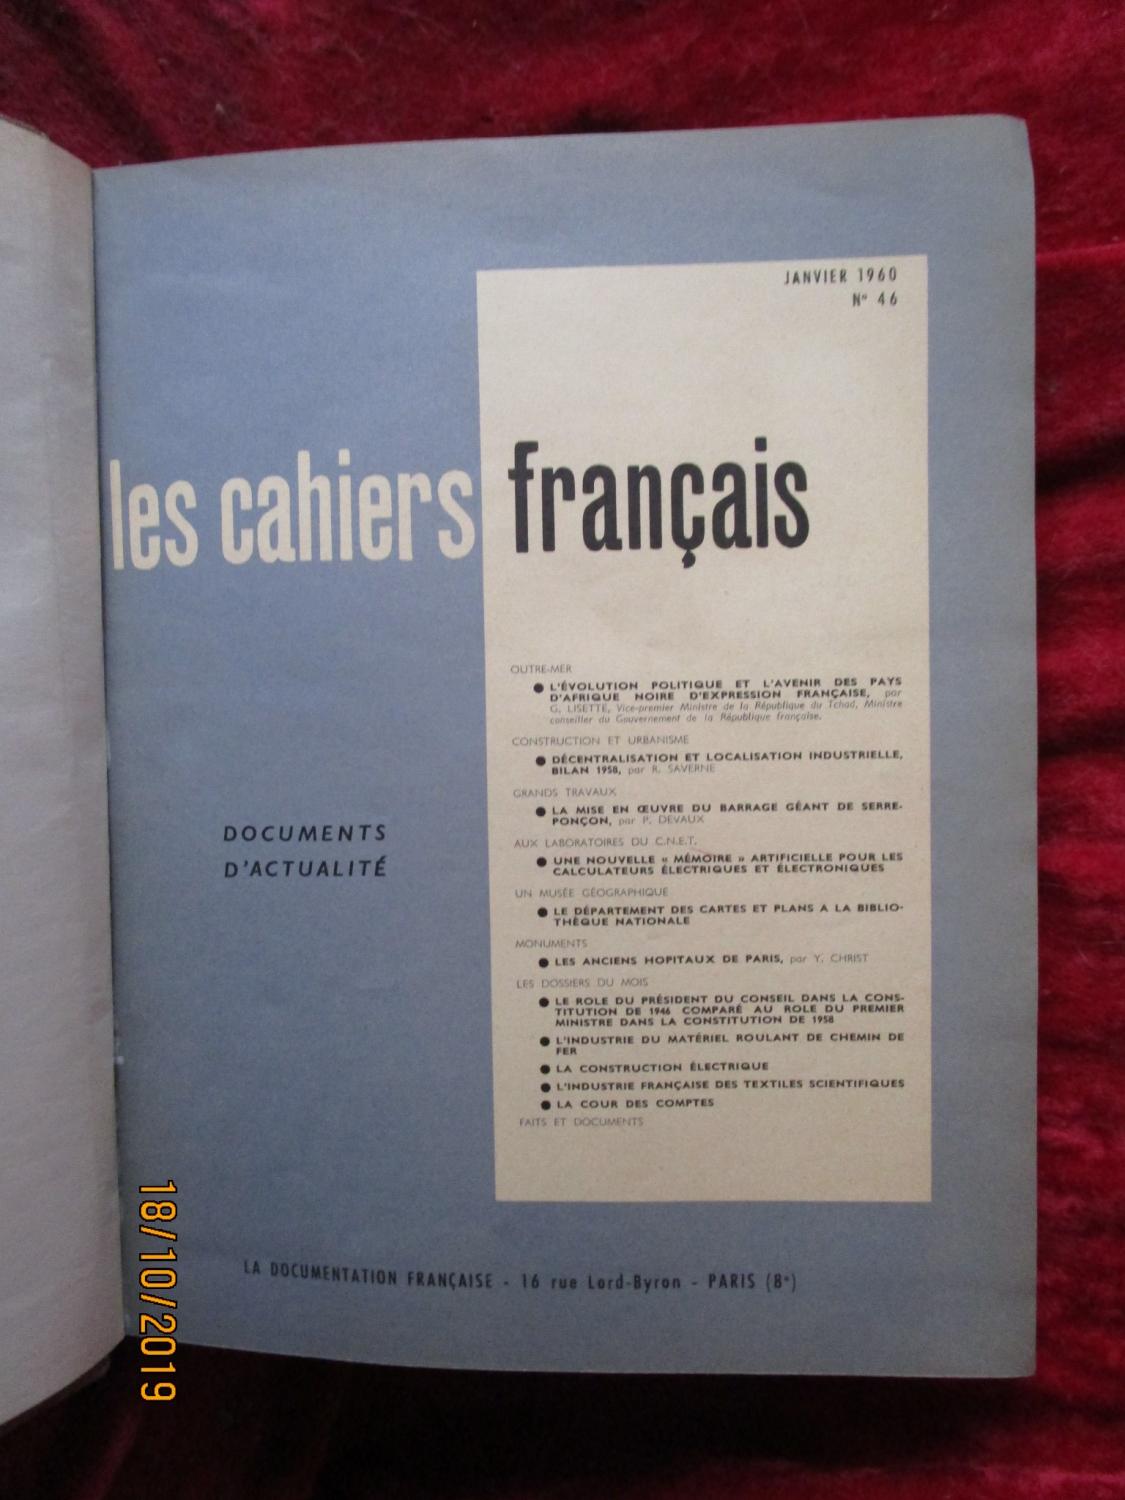 JANVIER 1960
N° 46
les cahiers français
OUTRE-MER
● L'ÉVOLUTION POLITIQUE ET L'AVENIR DES PAYS
D'AFRIQUE NOIRE D'EXPRESSION FRANÇAISE, par
G. LISETTE, Vice-premier Ministre de la République du Tchad, Ministre
conseiller du Gouvernement de la République française.
CONSTRUCTION ET URBANISME
● DÉCENTRALISATION ET LOCALISATION INDUSTRIELLE,
BILAN 1958, par R. SAVERNE
GRANDS TRAVAUX
● LA MISE EN ŒUVRE DU BARRAGE GÉANT DE SERRE-
PONÇON, par P. DEVAUX
AUX LABORATOIRES DU C.N.E.T.
● UNE NOUVELLE « MÉMOIRE » ARTIFICIELLE POUR LES
CALCULATEURS ÉLECTRIQUES ET ÉLECTRONIQUES
UN MUSÉE GÉOGRAPHIQUE
● LE DÉPARTEMENT DES CARTES ET PLANS A LA BIBLIO-
THÈQUE NATIONALE
MONUMENTS
● LES ANCIENS HOPITAUX DE PARIS, par Y. CHRIST
LES DOSSIERS DU MOIS
● LE ROLE DU PRÉSIDENT DU CONSEIL DANS LA CONS-
TITUTION DE 1946 COMPARÉ AU ROLE DU PREMIER
MINISTRE DANS LA CONSTITUTION DE 1958
● L'INDUSTRIE DU MATÉRIEL ROULANT DE CHEMIN DE
FER
● LA CONSTRUCTION ÉLECTRIQUE
● L'INDUSTRIE FRANÇAISE DES TEXTILES SCIENTIFIQUES
● LA COUR DES COMPTES
FAITS ET DOCUMENTS
DOCUMENTS
D'ACTUALITÉ
LA DOCUMENTATION FRANÇAISE - 16 rue Lord-Byron - PARIS (8e)
18/10/2019